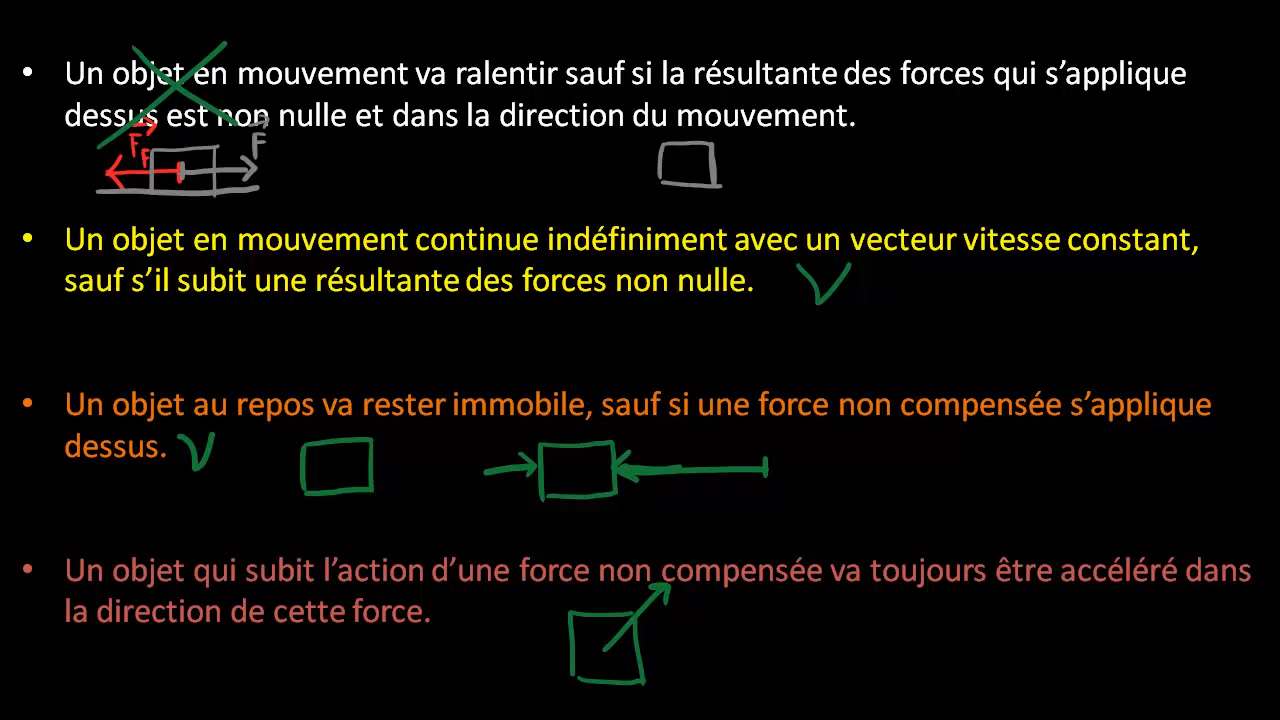 • Un objet en mouvement va ralentir sauf si la résultante des forces qui s’applique
dessus est non nulle et dans la direction du mouvement.
F_F F
• Un objet en mouvement continue indéfiniment avec un vecteur vitesse constant,
sauf s’il subit une résultante des forces non nulle. V
• Un objet au repos va rester immobile, sauf si une force non compensée s’applique
dessus. V
• Un objet qui subit l’action d’une force non compensée va toujours être accéléré dans
la direction de cette force.